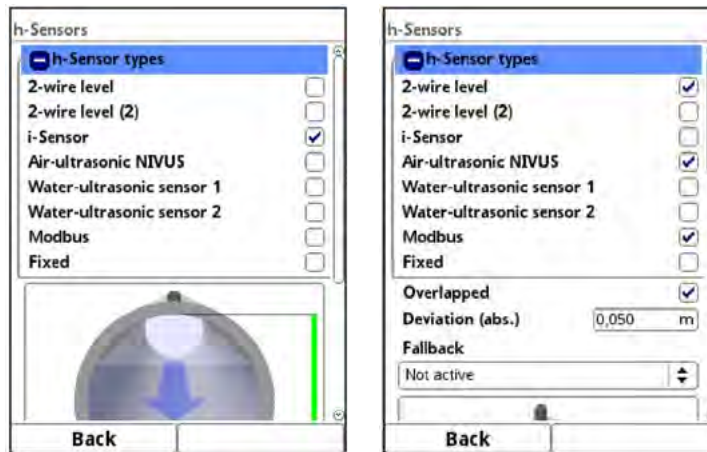 h-Sensors
h-Sensor types
2-wire level
2-wire level (2)
i-Sensor
Air-ultrasonic NIVUS
Water-ultrasonic sensor 1
Water-ultrasonic sensor 2
Modbus
Fixed
Back
h-Sensors
h-Sensor types
2-wire level
2-wire level (2)
i-Sensor
Air-ultrasonic NIVUS
Water-ultrasonic sensor 1
Water-ultrasonic sensor 2
Modbus
Fixed
Overlapped
Deviation (abs.) 0,050 m
Fallback
Not active
Back